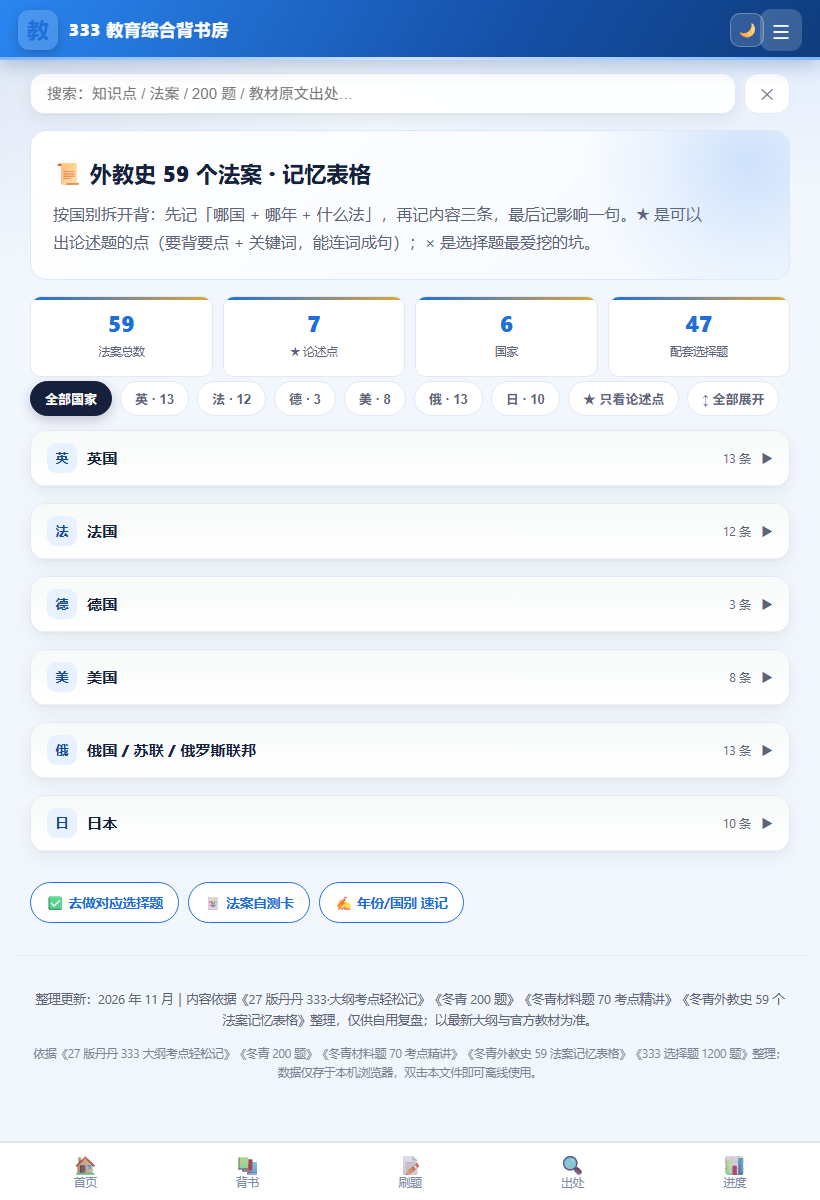 教 333 教育综合背书房
搜索：知识点 / 法案 / 200 题 / 教材原文出处…
外教史 59 个法案 · 记忆表格
按国别拆开背：先记「哪国 + 哪年 + 什么法」，再记内容三条，最后记影响一句。★ 是可以
出论述题的点（要背要点 + 关键词，能连词成句）；× 是选择题最爱挖的坑。
59 7 6 47
法案总数 ★ 论述点 国家 配套选择题
全部国家 英 · 13 法 · 12 德 · 3 美 · 8 俄 · 13 日 · 10 ★ 只看论述点 ↕ 全部展开
英 英国 13 条 ▶
法 法国 12 条 ▶
德 德国 3 条 ▶
美 美国 8 条 ▶
俄 俄国 / 苏联 / 俄罗斯联邦 13 条 ▶
日 日本 10 条 ▶
✅ 去做对应选择题 🃏 法案自测卡 ✍ 年份/国别 速记
整理更新：2026 年 11 月 | 内容依据《27 版丹丹 333·大纲考点轻松记》《冬青 200 题》《冬青材料题 70 考点精讲》《冬青外教史 59 个
法案记忆表格》整理，仅供自用复盘；以最新大纲与官方教材为准。
依据《27 版丹丹 333 大纲考点轻松记》《冬青 200 题》《冬青材料题 70 考点精讲》《冬青外教史 59 法案记忆表格》《333 选择题 1200 题》整理；
数据仅存于本机浏览器，双击本文件即可离线使用。
首页 背书 刷题 出处 进度